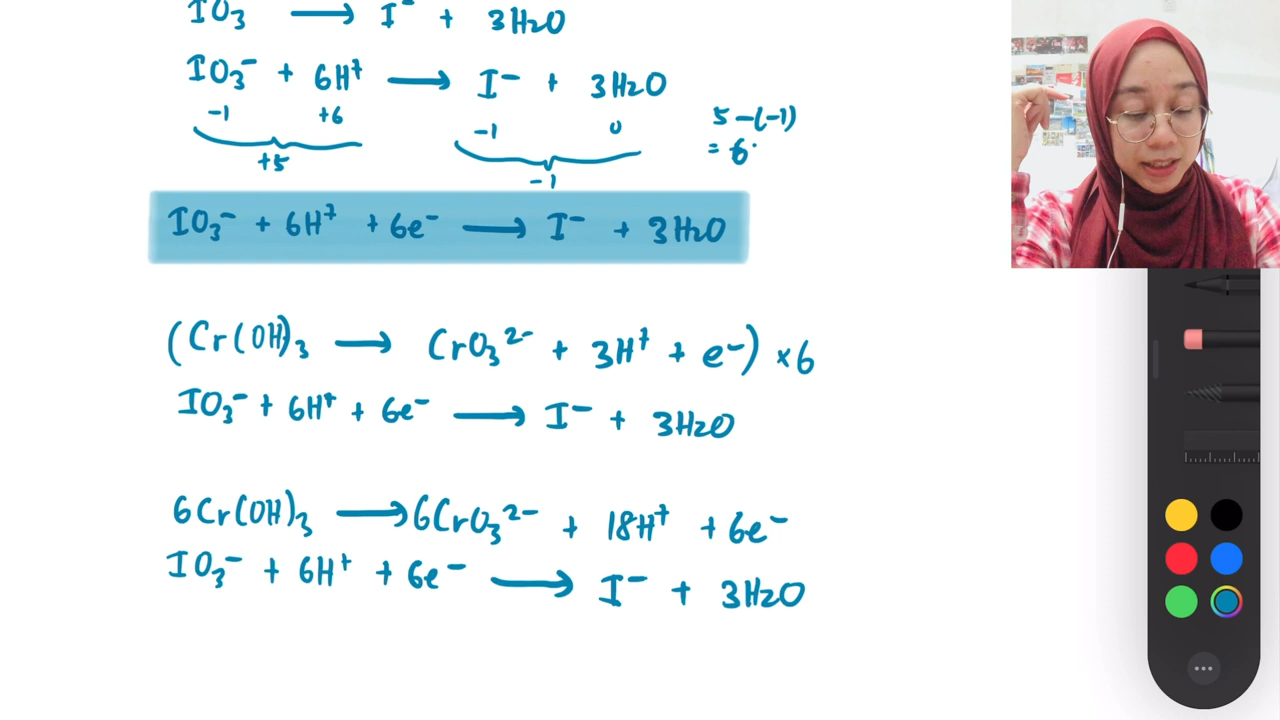 IO₃ ⟶ I⁻ + 3H₂O
IO₃⁻ + 6H⁺ ⟶ I⁻ + 3H₂O
-1 +6 -1 0 5-(-1)
+5 -1 = 6
IO₃⁻ + 6H⁺ + 6e⁻ ⟶ I⁻ + 3H₂O
(Cr(OH)₃ ⟶ CrO₃²⁻ + 3H⁺ + e⁻) ×6
IO₃⁻ + 6H⁺ + 6e⁻ ⟶ I⁻ + 3H₂O
6Cr(OH)₃ ⟶ 6CrO₃²⁻ + 18H⁺ + 6e⁻
IO₃⁻ + 6H⁺ + 6e⁻ ⟶ I⁻ + 3H₂O